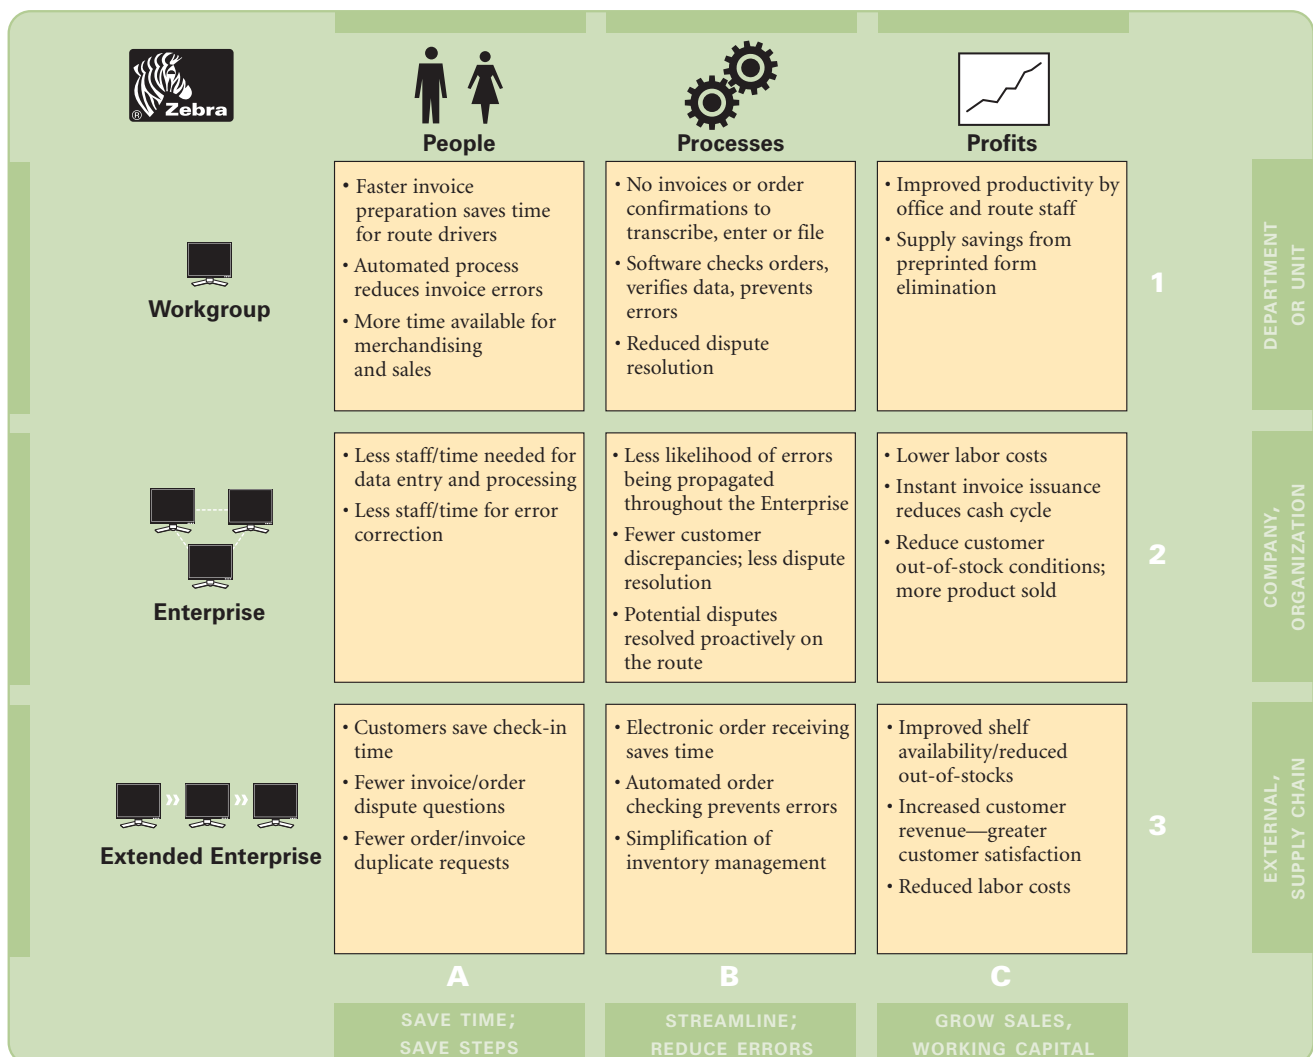 ®
Zebra
People
Processes
Profits
Workgroup
• Faster invoice
preparation saves time
for route drivers
• Automated process
reduces invoice errors
• More time available for
merchandising
and sales
• No invoices or order
confirmations to
transcribe, enter or file
• Software checks orders,
verifies data, prevents
errors
• Reduced dispute
resolution
• Improved productivity by
office and route staff
• Supply savings from
preprinted form
elimination
1
DEPARTMENT
OR UNIT
Enterprise
• Less staff/time needed for
data entry and processing
• Less staff/time for error
correction
• Less likelihood of errors
being propagated
throughout the Enterprise
• Fewer customer
discrepancies; less dispute
resolution
• Potential disputes
resolved proactively on
the route
• Lower labor costs
• Instant invoice issuance
reduces cash cycle
• Reduce customer
out-of-stock conditions;
more product sold
2
COMPANY,
ORGANIZATION
» »
Extended Enterprise
• Customers save check-in
time
• Fewer invoice/order
dispute questions
• Fewer order/invoice
duplicate requests
• Electronic order receiving
saves time
• Automated order
checking prevents errors
• Simplification of
inventory management
• Improved shelf
availability/reduced
out-of-stocks
• Increased customer
revenue—greater
customer satisfaction
• Reduced labor costs
3
EXTERNAL,
SUPPLY CHAIN
A
B
C
SAVE TIME;
SAVE STEPS
STREAMLINE;
REDUCE ERRORS
GROW SALES,
WORKING CAPITAL